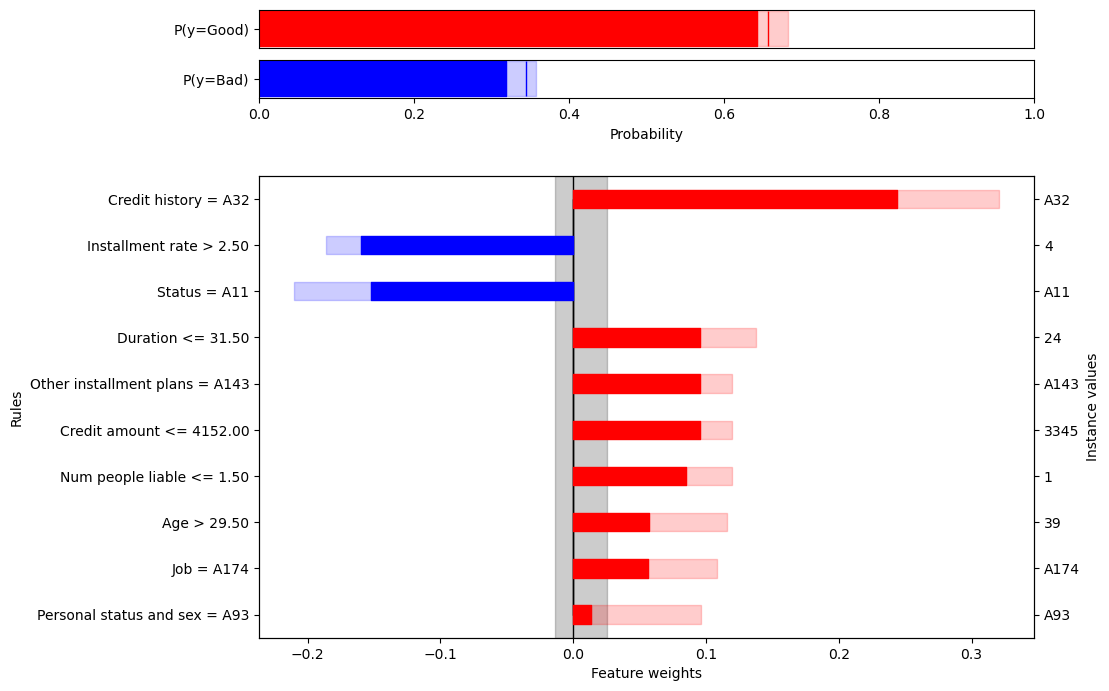 P(y=Good)
P(y=Bad)
0.0 0.2 0.4 0.6 0.8 1.0
Probability
Credit history = A32 A32
Installment rate > 2.50 4
Status = A11 A11
Duration <= 31.50 24
Other installment plans = A143 A143
Credit amount <= 4152.00 3345
Num people liable <= 1.50 1
Age > 29.50 39
Job = A174 A174
Personal status and sex = A93 A93
Rules
Instance values
−0.2 −0.1 0.0 0.1 0.2 0.3
Feature weights